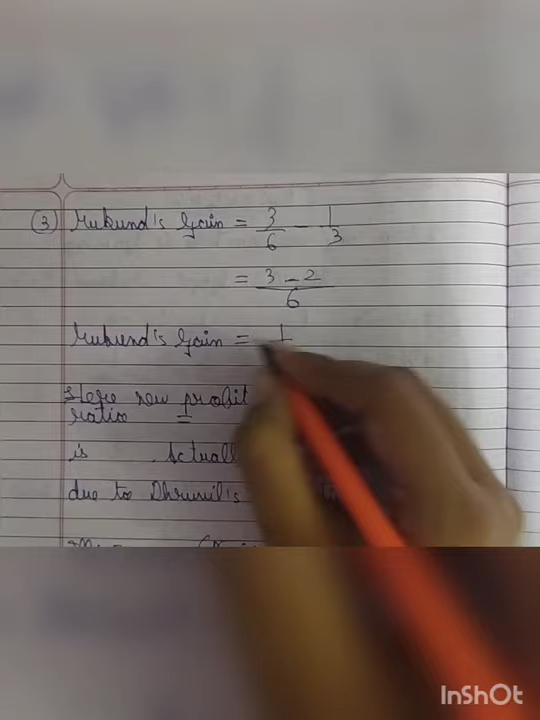 ③ Mukund's Gain = 3/6 - 1/3
= 3 - 2 / 6
Mukund's Gain = 1
Here new profit
ratio =
is Actuall
due to Dhrumil's
InShOt